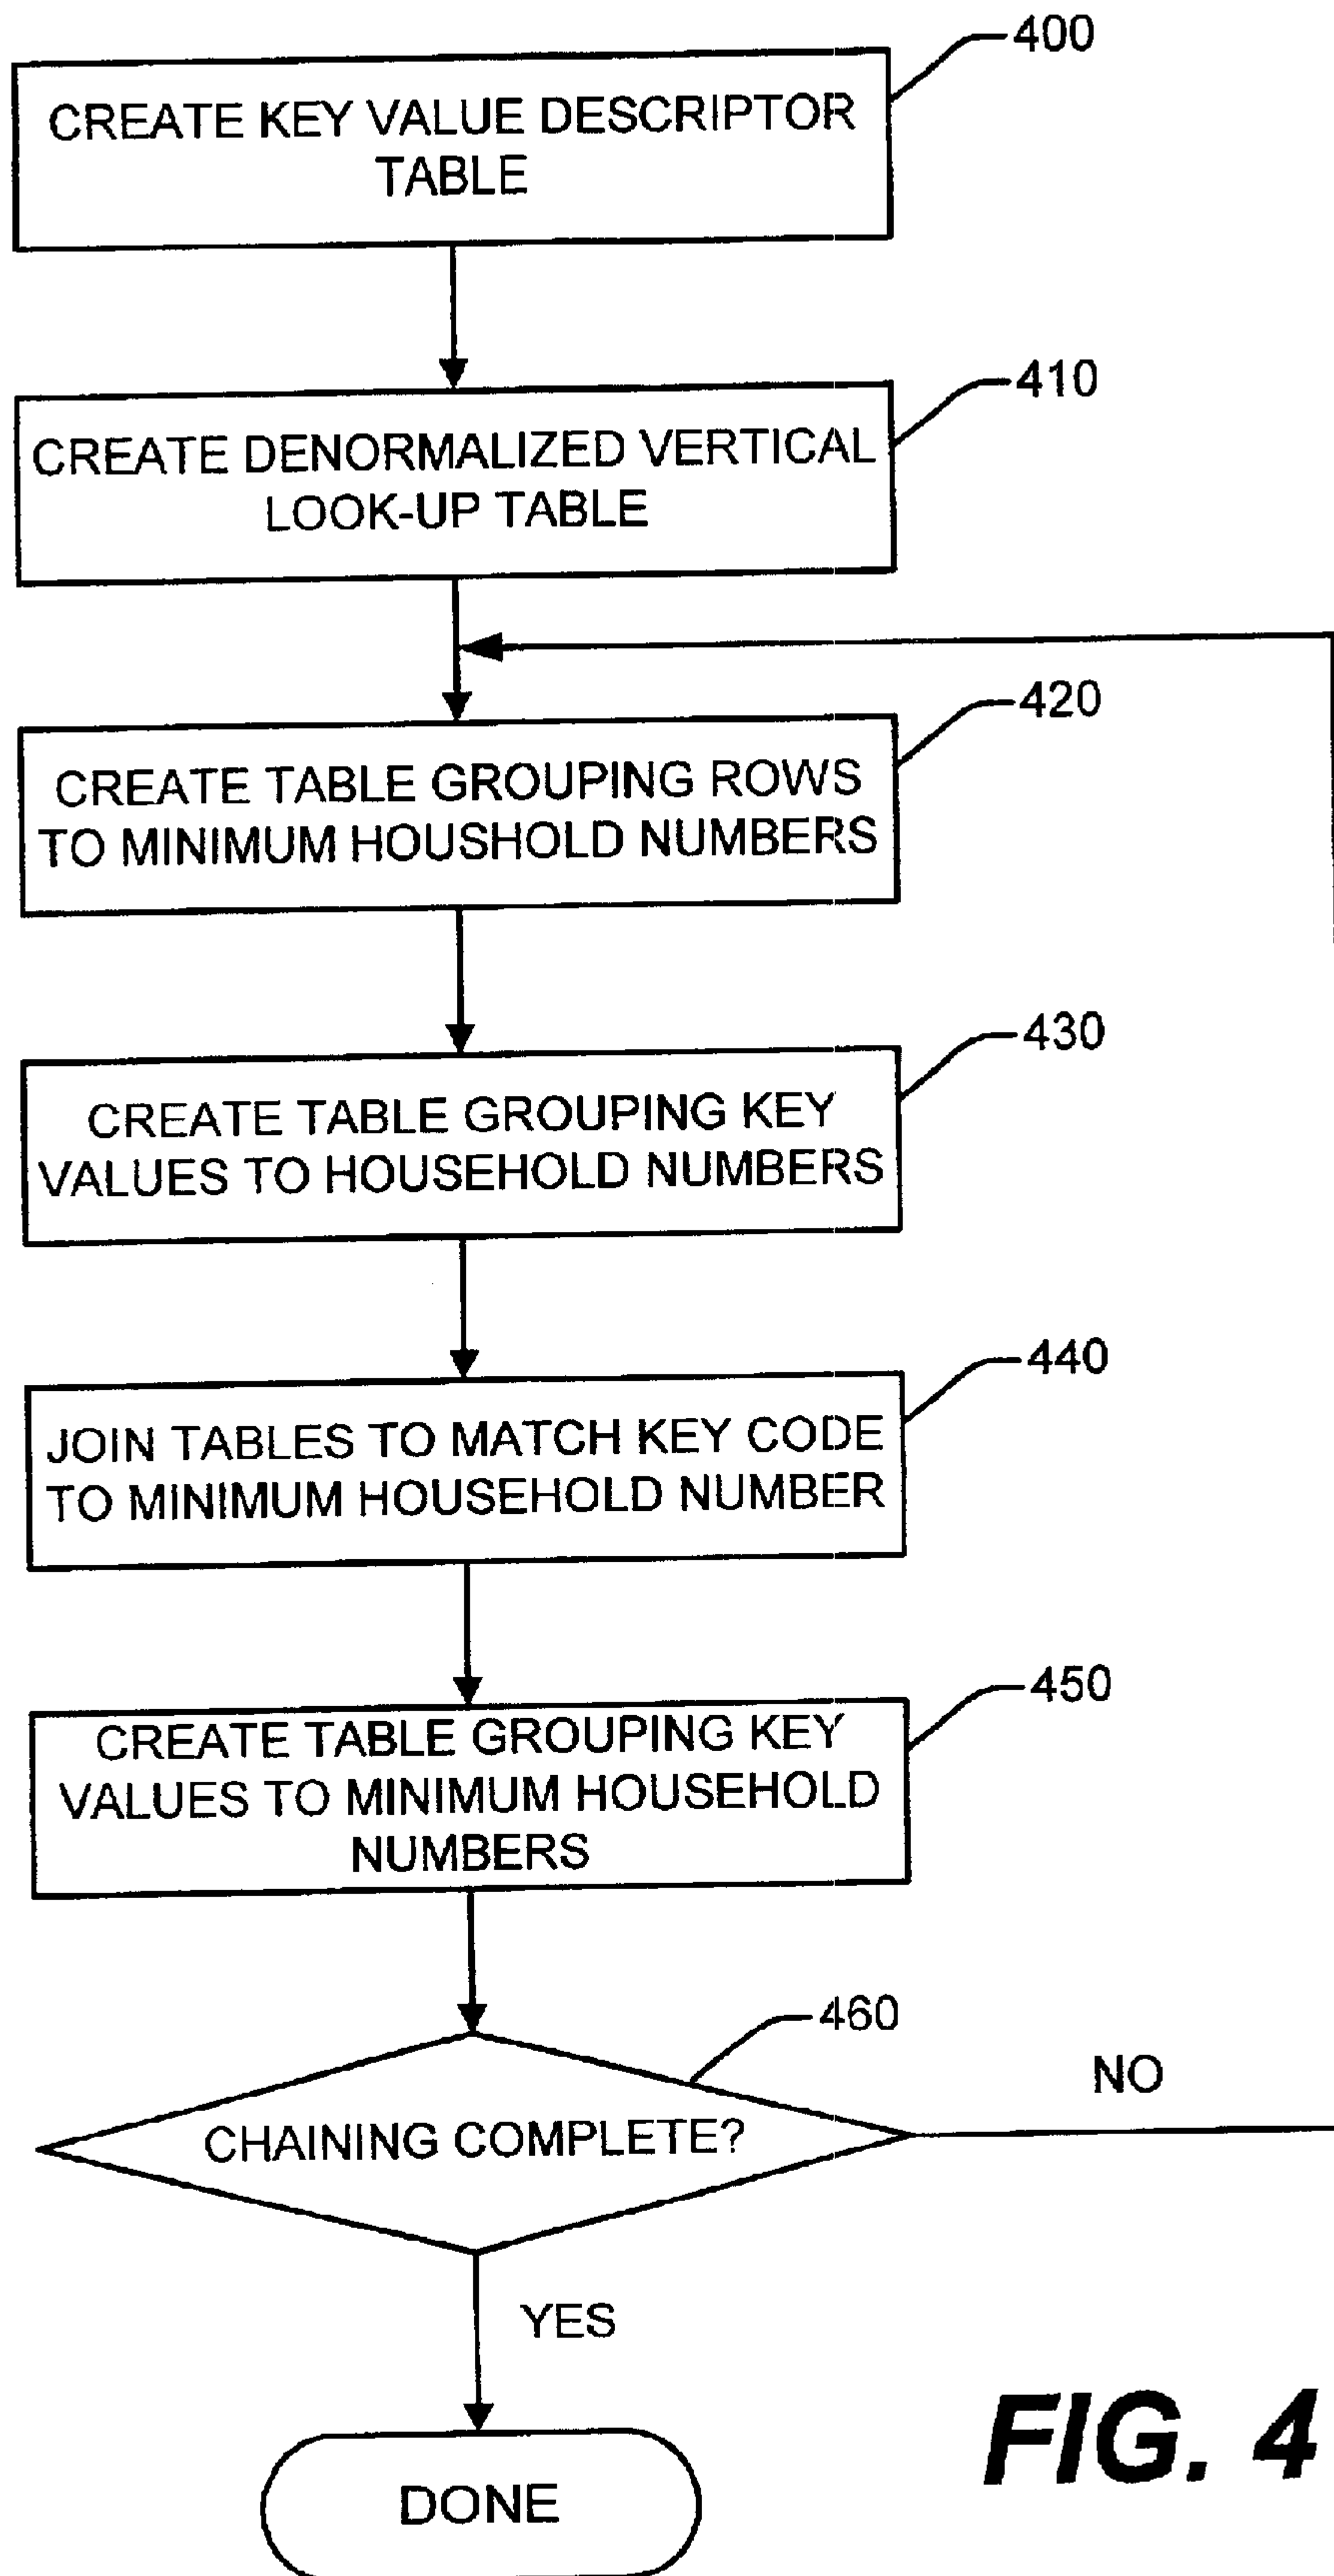 400
CREATE KEY VALUE DESCRIPTOR
TABLE
410
CREATE DENORMALIZED VERTICAL
LOOK-UP TABLE
420
CREATE TABLE GROUPING ROWS
TO MINIMUM HOUSHOLD NUMBERS
430
CREATE TABLE GROUPING KEY
VALUES TO HOUSEHOLD NUMBERS
440
JOIN TABLES TO MATCH KEY CODE
TO MINIMUM HOUSEHOLD NUMBER
450
CREATE TABLE GROUPING KEY
VALUES TO MINIMUM HOUSEHOLD
NUMBERS
460
NO
CHAINING COMPLETE?
YES
FIG. 4
DONE